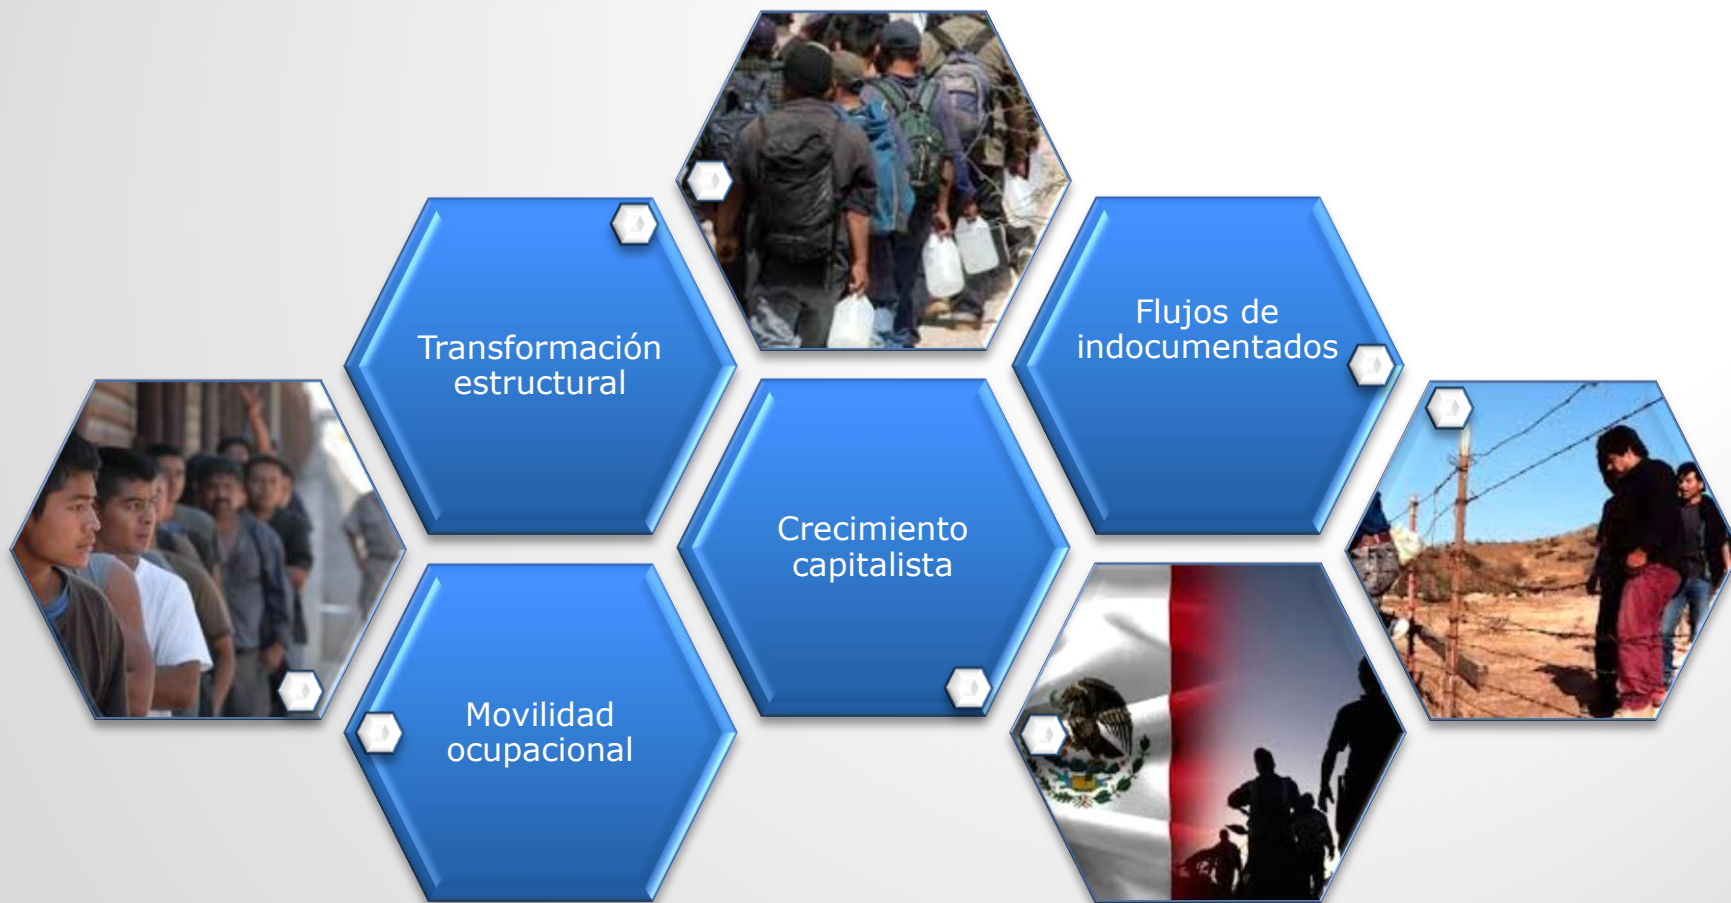 Transformación
estructural
Flujos de
indocumentados
Crecimiento
capitalista
Movilidad
ocupacional